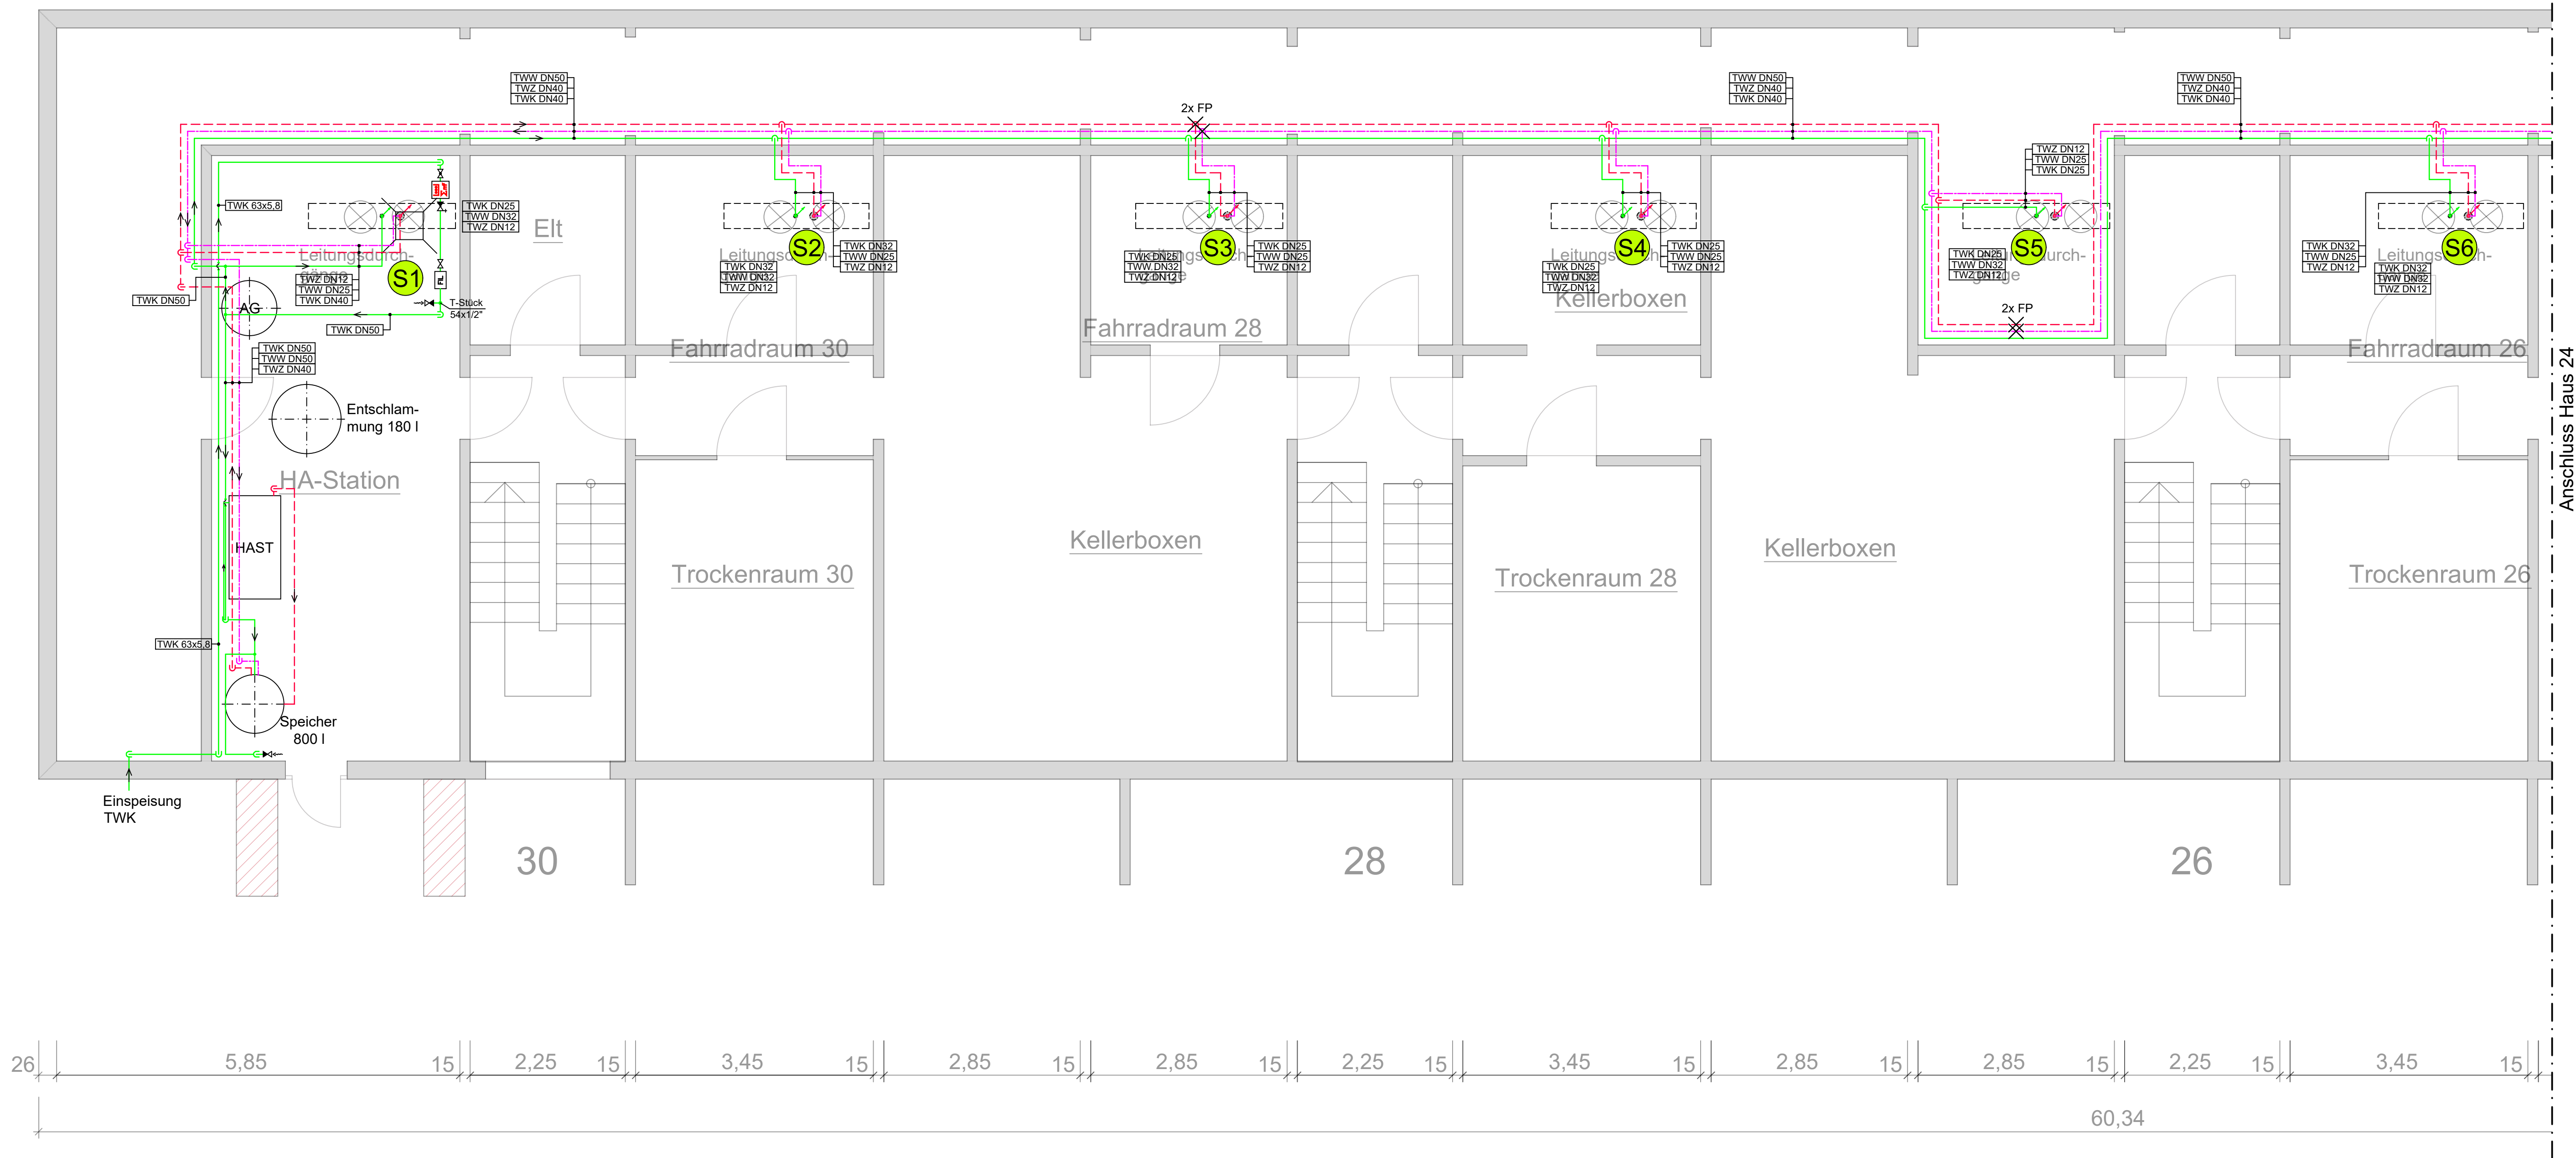 TWW DN50
TWZ DN40
TWK DN40
2x FP
TWW DN50
TWZ DN40
TWK DN40
TWW DN50
TWZ DN40
TWK DN40
TWK 63x5,8
TWK DN25
TWW DN32
TWZ DN12
Elt
Leitungsdurch-
gänge
TWZ DN12
TWW DN25
TWK DN40
S1
FIL
T-Stück
54x1/2"
TWK DN50
AG
TWK DN50
TWK DN50
TWW DN50
TWZ DN40
Entschlam-
mung 180 l
HA-Station
HAST
TWK 63x5,8
Speicher
800 l
Einspeisung
TWK
S2
TWK DN32
TWW DN25
TWZ DN12
TWK DN32
TWW DN32
TWZ DN12
Fahrradraum 30
Trockenraum 30
S3
TWK DN25
TWW DN25
TWZ DN12
TWK DN25
TWW DN32
TWZ DN12
Fahrradraum 28
Kellerboxen
S4
TWK DN25
TWW DN25
TWZ DN12
TWK DN25
TWW DN32
TWZ DN12
Kellerboxen
Trockenraum 28
TWZ DN12
TWW DN25
TWK DN25
S5
TWK DN25
TWW DN32
TWZ DN12
2x FP
Kellerboxen
S6
TWK DN32
TWW DN25
TWZ DN12
TWK DN32
TWW DN32
TWZ DN12
Fahrradraum 26
Trockenraum 26
Anschluss Haus 24
30
28
26
26 5,85 15 2,25 15 3,45 15 2,85 15 2,85 15 2,25 15 3,45 15 2,85 15 2,85 15 2,25 15 3,45 15
60,34